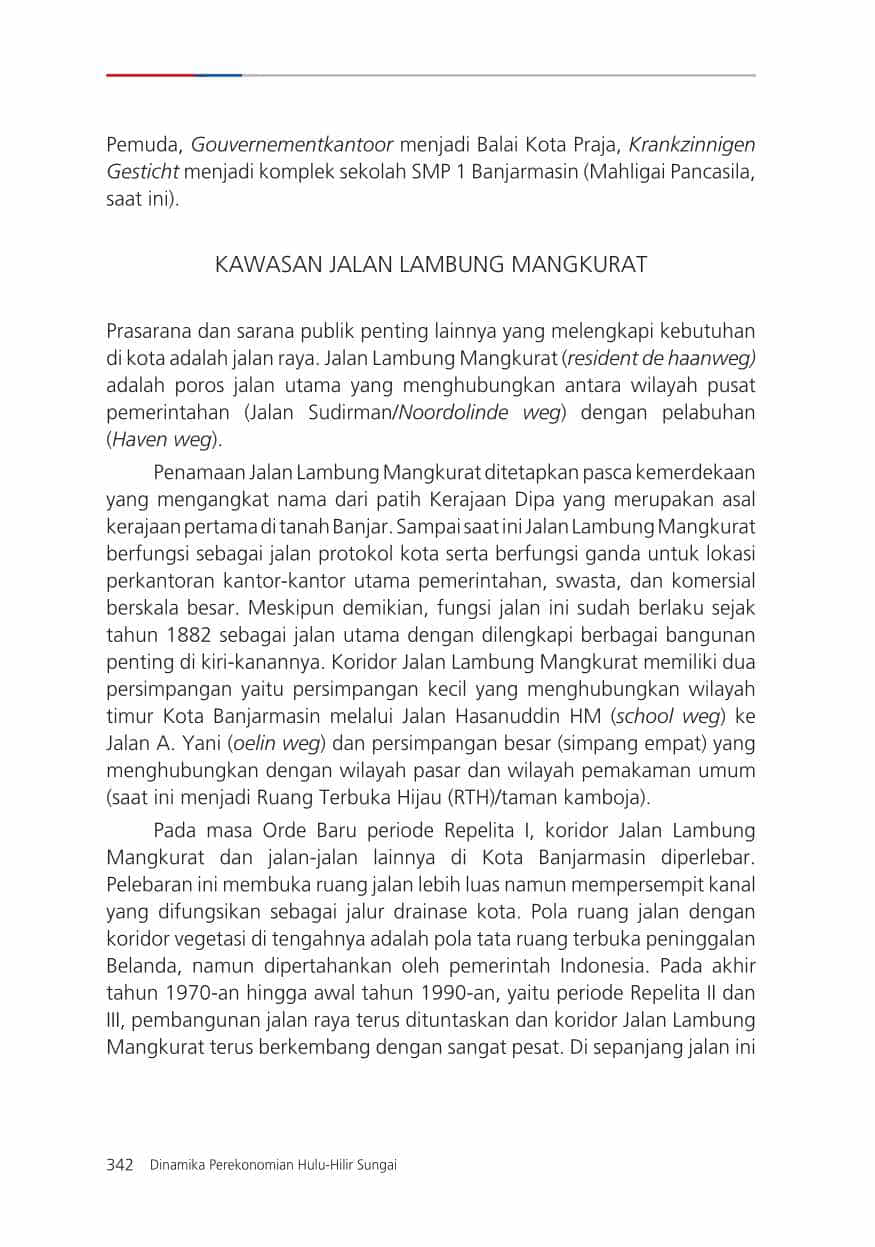 Pemuda, Gouvernementkantoor menjadi Balai Kota Praja, Krankzinnigen
Gesticht menjadi komplek sekolah SMP 1 Banjarmasin (Mahligai Pancasila,
saat ini).
KAWASAN JALAN LAMBUNG MANGKURAT
Prasarana dan sarana publik penting lainnya yang melengkapi kebutuhan
di kota adalah jalan raya. Jalan Lambung Mangkurat (resident de haanweg)
adalah poros jalan utama yang menghubungkan antara wilayah pusat
pemerintahan (Jalan Sudirman/Noordolinde weg) dengan pelabuhan
(Haven weg).
Penamaan Jalan Lambung Mangkurat ditetapkan pasca kemerdekaan
yang mengangkat nama dari patih Kerajaan Dipa yang merupakan asal
kerajaan pertama di tanah Banjar. Sampai saat ini Jalan Lambung Mangkurat
berfungsi sebagai jalan protokol kota serta berfungsi ganda untuk lokasi
perkantoran kantor-kantor utama pemerintahan, swasta, dan komersial
berskala besar. Meskipun demikian, fungsi jalan ini sudah berlaku sejak
tahun 1882 sebagai jalan utama dengan dilengkapi berbagai bangunan
penting di kiri-kanannya. Koridor Jalan Lambung Mangkurat memiliki dua
persimpangan yaitu persimpangan kecil yang menghubungkan wilayah
timur Kota Banjarmasin melalui Jalan Hasanuddin HM (school weg) ke
Jalan A. Yani (oelin weg) dan persimpangan besar (simpang empat) yang
menghubungkan dengan wilayah pasar dan wilayah pemakaman umum
(saat ini menjadi Ruang Terbuka Hijau (RTH)/taman kamboja).
Pada masa Orde Baru periode Repelita I, koridor Jalan Lambung
Mangkurat dan jalan-jalan lainnya di Kota Banjarmasin diperlebar.
Pelebaran ini membuka ruang jalan lebih luas namun mempersempit kanal
yang difungsikan sebagai jalur drainase kota. Pola ruang jalan dengan
koridor vegetasi di tengahnya adalah pola tata ruang terbuka peninggalan
Belanda, namun dipertahankan oleh pemerintah Indonesia. Pada akhir
tahun 1970-an hingga awal tahun 1990-an, yaitu periode Repelita II dan
III, pembangunan jalan raya terus dituntaskan dan koridor Jalan Lambung
Mangkurat terus berkembang dengan sangat pesat. Di sepanjang jalan ini
342 Dinamika Perekonomian Hulu-Hilir Sungai